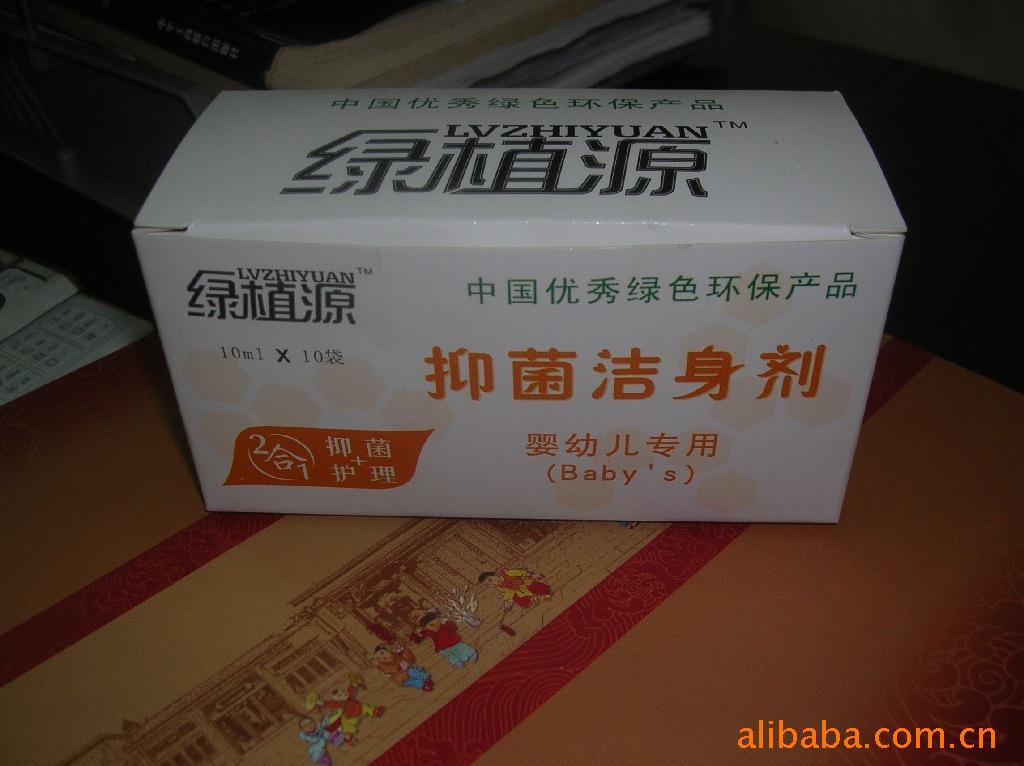 中国优秀绿色环保产品
LVZHIYUAN™
绿植源
LVZHIYUAN™
绿植源
中国优秀绿色环保产品
10ml X 10袋
抑菌洁身剂
2合1 抑菌
+
护理
婴幼儿专用
(Baby's)
alibaba.com.cn